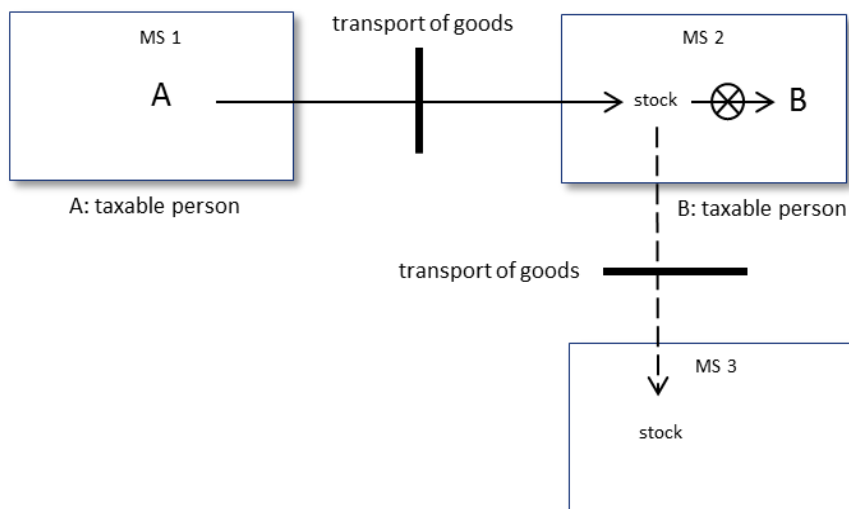 transport of goods
MS 1
MS 2
A
stock
B
A: taxable person
B: taxable person
transport of goods
MS 3
stock